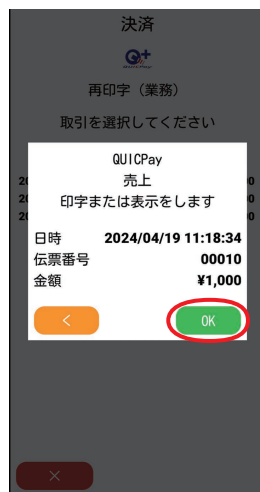 決済
Q+
再印字（業務）
取引を選択してください
QUICPay
売上
印字または表示をします
日時 2024/04/19 11:18:34
伝票番号 00010
金額 ¥1,000
< OK
×